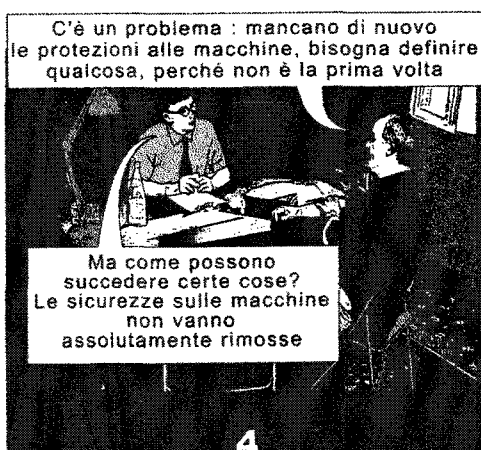 C'è un problema : mancano di nuovo
le protezioni alle macchine, bisogna definire
qualcosa, perché non è la prima volta
Ma come possono
succedere certe cose?
Le sicurezze sulle macchine
non vanno
assolutamente rimosse
4